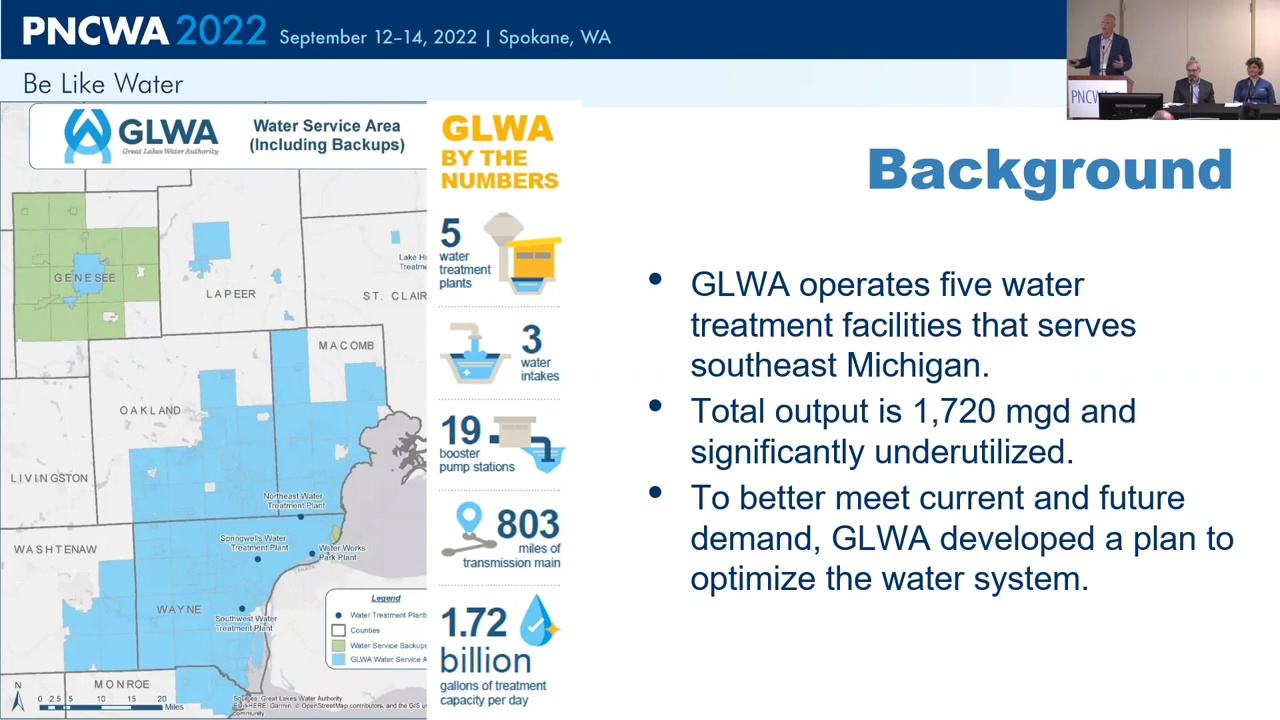 PNCWA 2022 September 12–14, 2022 | Spokane, WA
Be Like Water
PNCWA
GLWA
Great Lakes Water Authority
Water Service Area
(Including Backups)
GENESEE
LAPEER
Lake H
Treatme
ST. CLAIR
MACOMB
OAKLAND
LIVINGSTON
Northeast Water
Treatment Plant
Springwells Water
Treatment Plant
Water Works
Park Plant
WASHTENAW
WAYNE
Southwest Water
Treatment Plant
MONROE
Legend
Water Treatment Plants
Counties
Water Service Backups
GLWA Water Service A
N
0 2.5 5 10 15 20
Miles
Sources: Great Lakes Water Authority
Esri, HERE, Garmin, © OpenStreetMap contributors, and the GIS us
community
GLWA
BY THE
NUMBERS
5
water
treatment
plants
3
water
intakes
19
booster
pump stations
803
miles of
transmission main
1.72
billion
gallons of treatment
capacity per day
Background
• GLWA operates five water
treatment facilities that serves
southeast Michigan.
• Total output is 1,720 mgd and
significantly underutilized.
• To better meet current and future
demand, GLWA developed a plan to
optimize the water system.